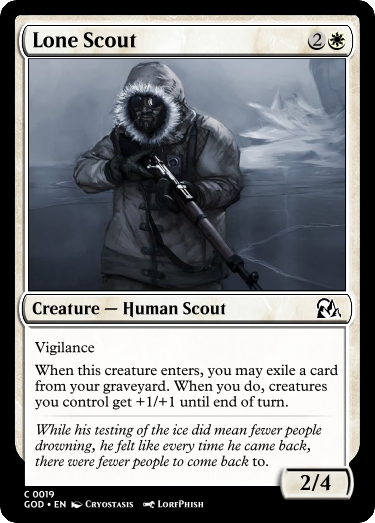 Lone Scout 2
Creature — Human Scout
Vigilance
When this creature enters, you may exile a card
from your graveyard. When you do, creatures
you control get +1/+1 until end of turn.
While his testing of the ice did mean fewer people
drowning, he felt like every time he came back,
there were fewer people to come back to.
2/4
C 0019
GOD • EN Cryostasis LorfPhish